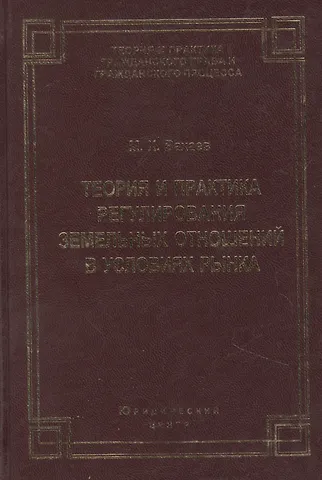 ТЕОРИЯ И ПРАКТИКА
ГРАЖДАНСКОГО ПРАВА И
ГРАЖДАНСКОГО ПРОЦЕССА
М. И.
ТЕОРИЯ И ПРАКТИКА
РЕГУЛИРОВАНИЯ
ЗЕМЕЛЬНЫХ ОТНОШЕНИЙ
В УСЛОВИЯХ РЫНКА
ЮРИДИЧЕСКИЙ
ЦЕНТР